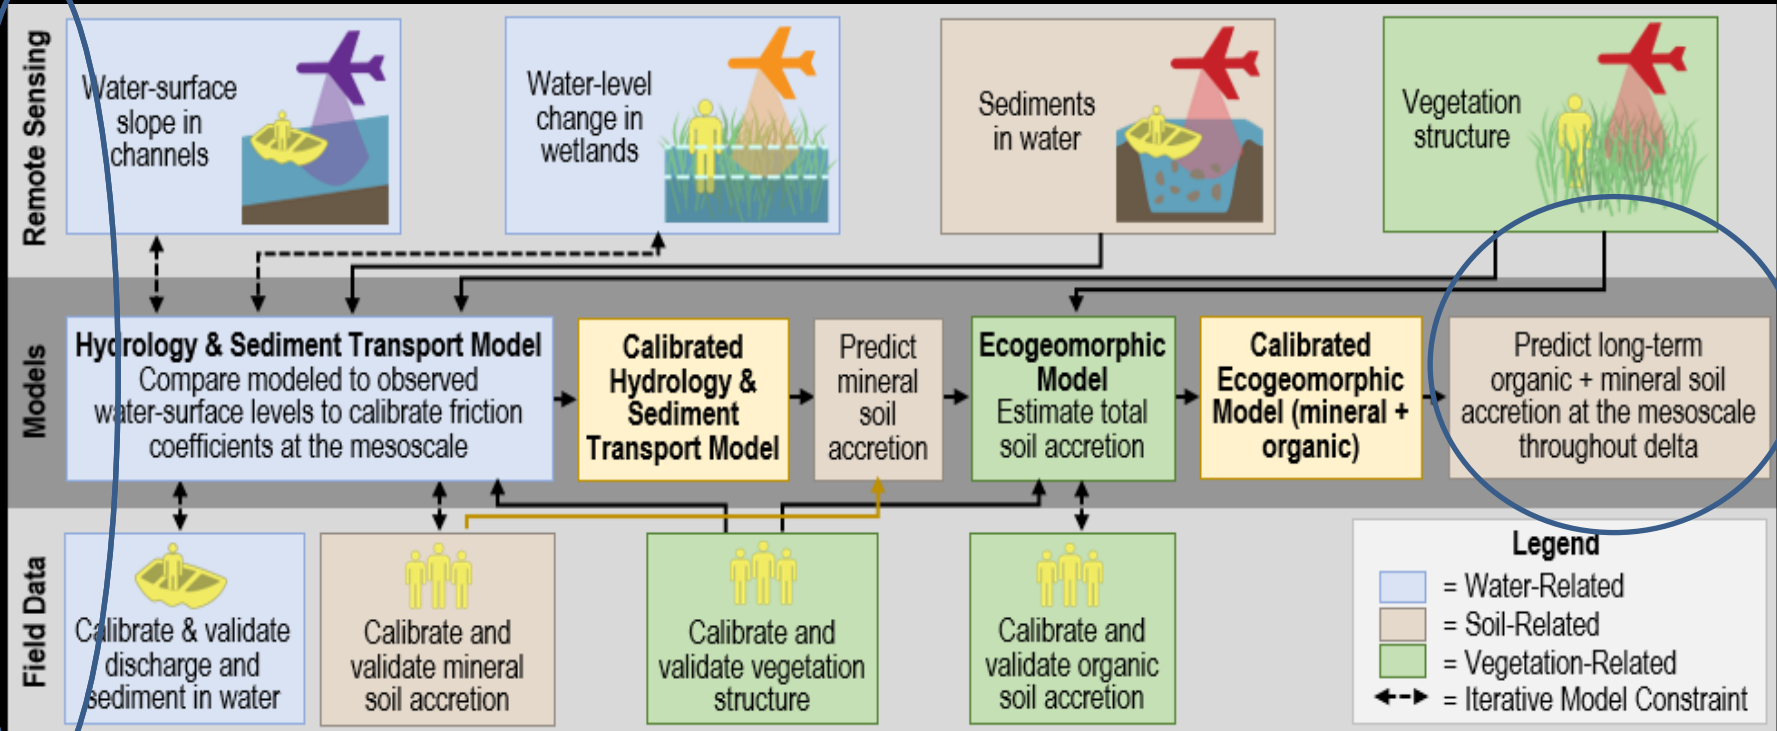 Remote Sensing
Water-surface
slope in
channels
Water-level
change in
wetlands
Sediments
in water
Vegetation
structure
Models
Hydrology & Sediment Transport Model
Compare modeled to observed
water-surface levels to calibrate friction
coefficients at the mesoscale
Calibrated
Hydrology &
Sediment
Transport Model
Predict
mineral
soil
accretion
Ecogeomorphic
Model
Estimate total
soil accretion
Calibrated
Ecogeomorphic
Model (mineral +
organic)
Predict long-term
organic + mineral soil
accretion at the mesoscale
throughout delta
Field Data
Calibrate & validate
discharge and
sediment in water
Calibrate and
validate mineral
soil accretion
Calibrate and
validate vegetation
structure
Calibrate and
validate organic
soil accretion
Legend
= Water-Related
= Soil-Related
= Vegetation-Related
= Iterative Model Constraint